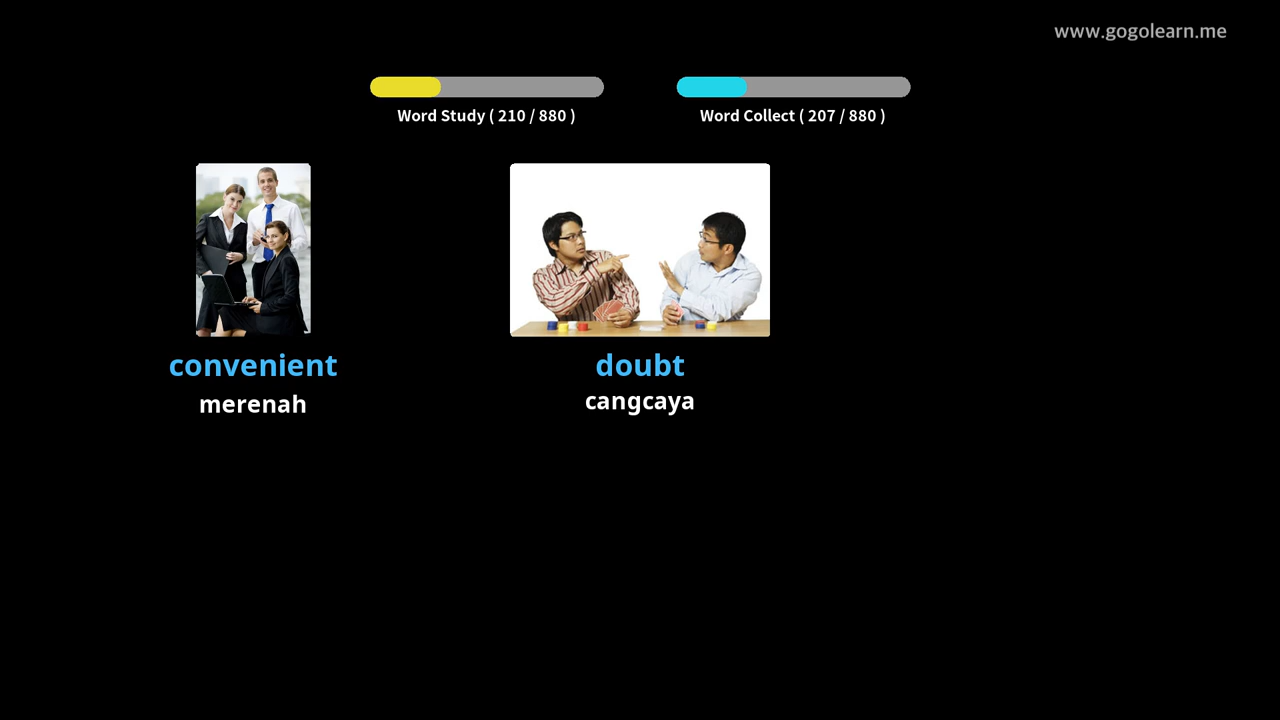 www.gogolearn.me
Word Study ( 210 / 880 )
Word Collect ( 207 / 880 )
convenient
merenah
doubt
cangcaya